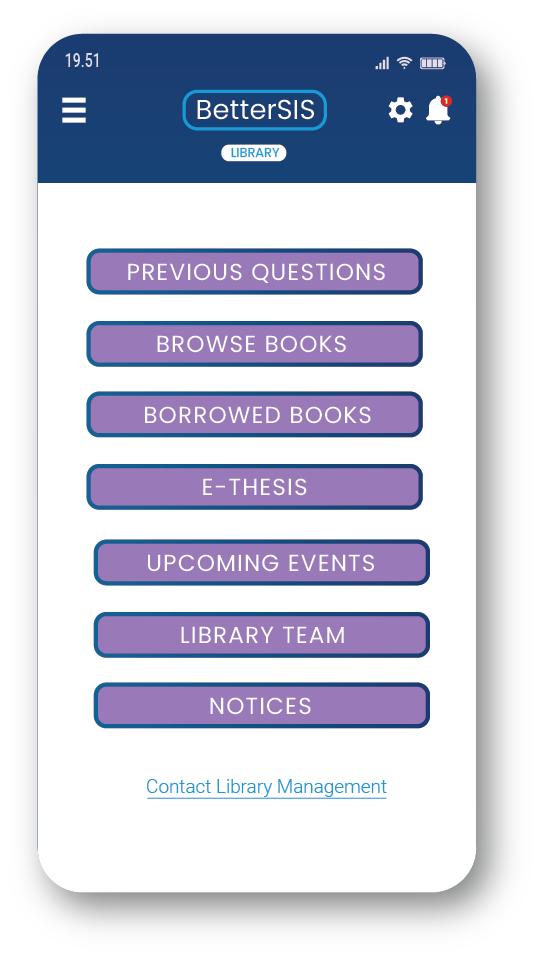 19.51
BetterSIS
1
LIBRARY
PREVIOUS QUESTIONS
BROWSE BOOKS
BORROWED BOOKS
E-THESIS
UPCOMING EVENTS
LIBRARY TEAM
NOTICES
Contact Library Management